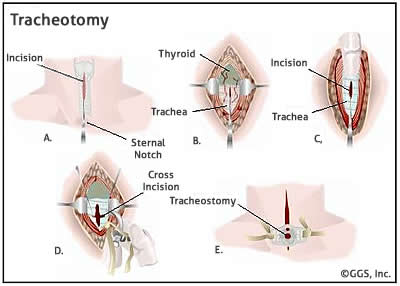 Tracheotomy
Incision
A.
Sternal
Notch
Thyroid
Trachea
B.
Incision
Trachea
C,
Cross
Incision
D.
Tracheostomy
E.
©GGS, Inc.